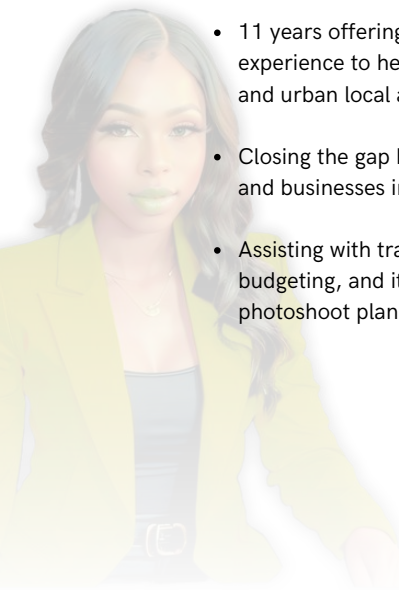 11 years offering
experience to he
and urban local a
Closing the gap b
and businesses in
Assisting with tra
budgeting, and it
photoshoot plan